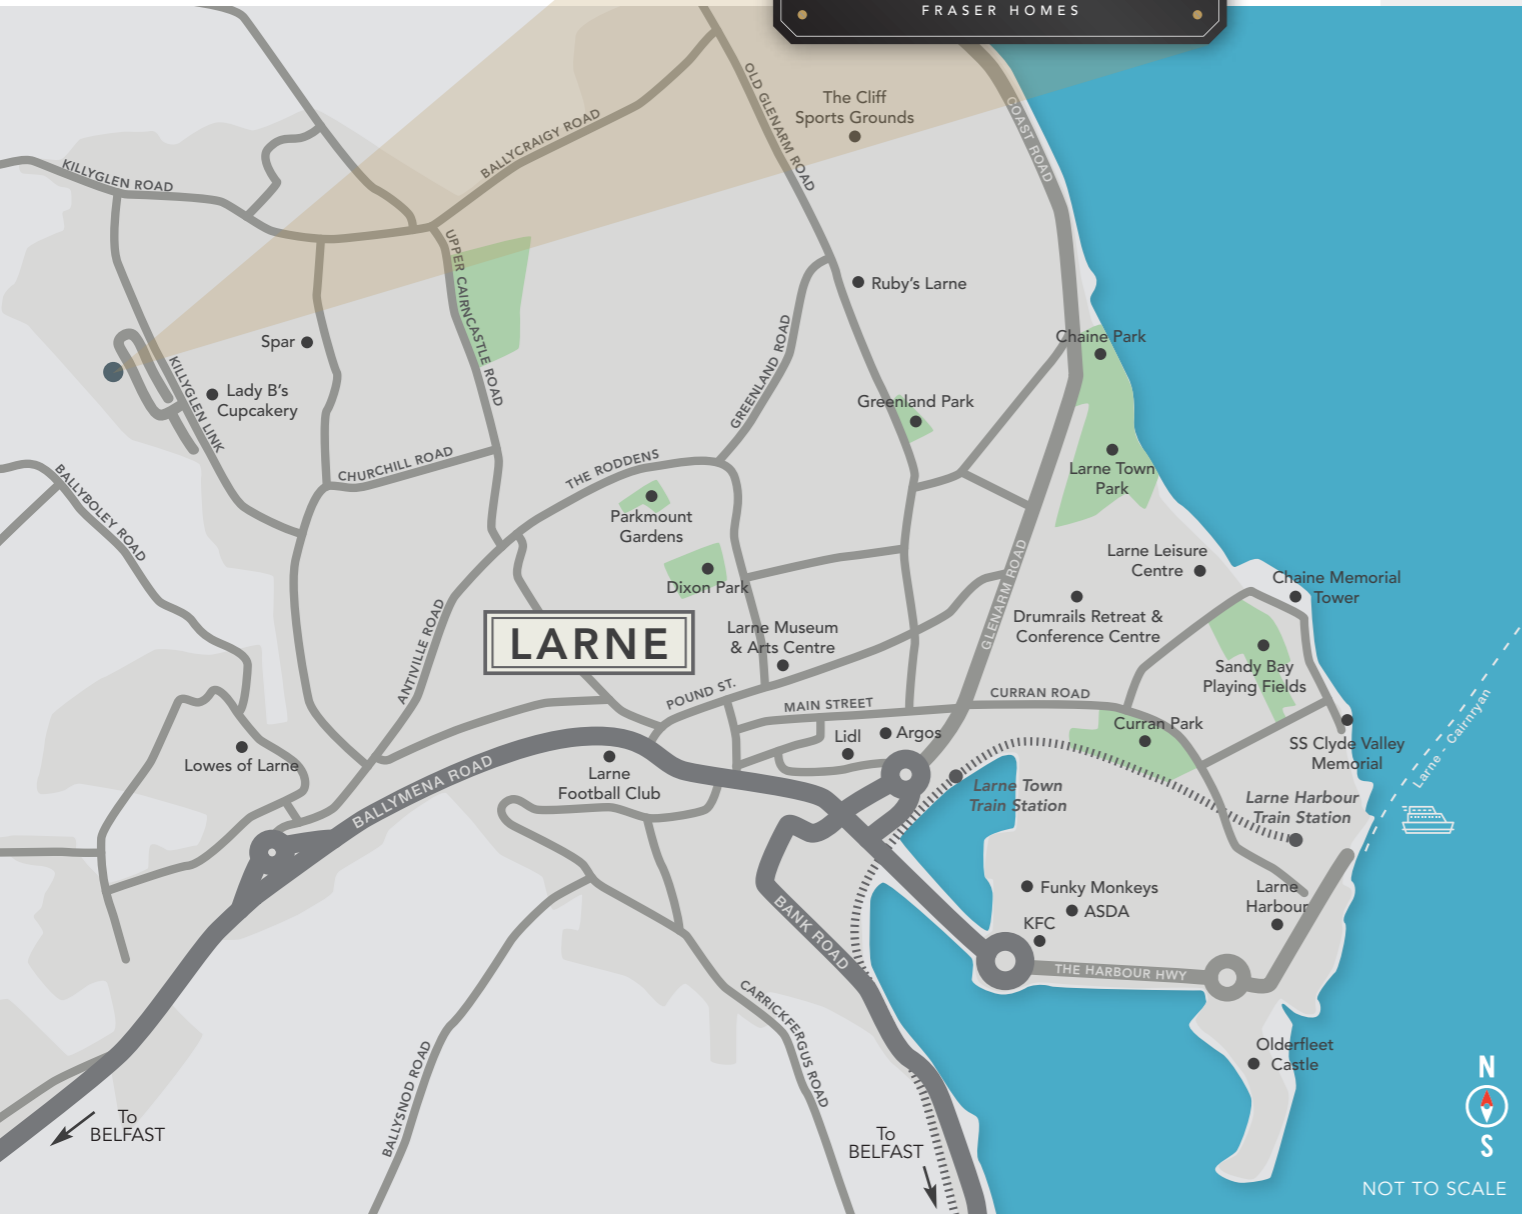 FRASER HOMES
The Cliff
Sports Grounds
OLD GLENARM ROAD
COAST ROAD
BALLYCRAIGY ROAD
KILLYGLEN ROAD
UPPER CAIRNCASTLE ROAD
Ruby's Larne
Spar
Chaine Park
GREENLAND ROAD
KILLYGLEN LINK
Lady B's
Cupcakery
Greenland Park
CHURCHILL ROAD
THE RODDENS
Larne Town
Park
BALLYBOLEY ROAD
Parkmount
Gardens
Larne Leisure
Centre
Dixon Park
Chaine Memorial
Tower
GLENARM ROAD
Drumrails Retreat &
Conference Centre
ANTIVILLE ROAD
LARNE
Larne Museum
& Arts Centre
Sandy Bay
Playing Fields
POUND ST.
MAIN STREET
CURRAN ROAD
Curran Park
Larne - Cairnryan
Lidl
Argos
SS Clyde Valley
Memorial
Lowes of Larne
BALLYMENA ROAD
Larne
Football Club
Larne Town
Train Station
Larne Harbour
Train Station
Funky Monkeys
ASDA
KFC
Larne
Harbour
BANK ROAD
THE HARBOUR HWY
CARRICKFERGUS ROAD
Olderfleet
Castle
BALLYSNOD ROAD
To
BELFAST
To
BELFAST
N
S
NOT TO SCALE